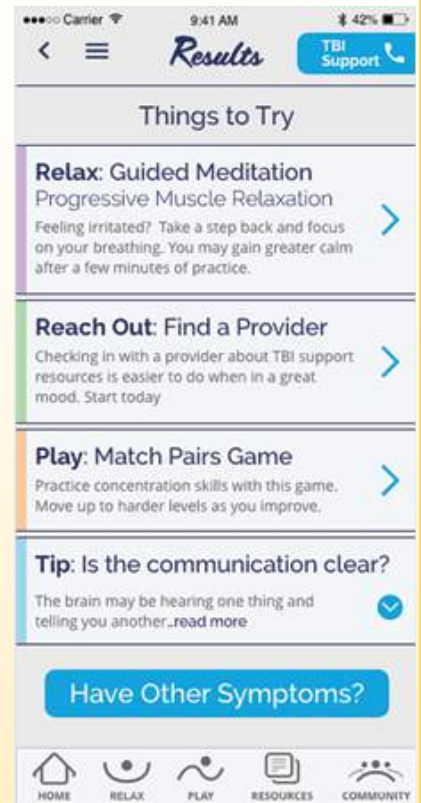 ●●●○○ Carrier 9:41 AM 42%
Results
TBI
Support
Things to Try
Relax: Guided Meditation
Progressive Muscle Relaxation
Feeling irritated? Take a step back and focus
on your breathing. You may gain greater calm
after a few minutes of practice.
Reach Out: Find a Provider
Checking in with a provider about TBI support
resources is easier to do when in a great
mood. Start today
Play: Match Pairs Game
Practice concentration skills with this game.
Move up to harder levels as you improve.
Tip: Is the communication clear?
The brain may be hearing one thing and
telling you another...read more
Have Other Symptoms?
HOME RELAX PLAY RESOURCES COMMUNITY